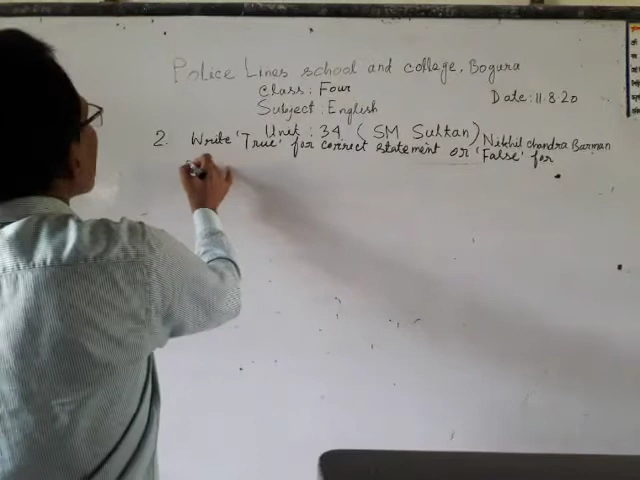 Police Lines school and college, Bogura
Class: Four
Date: 11.8.20
Subject: English
Unit: 34 (SM Sultan)
Nikhil Chandra Barman
2. Write 'True' for correct statement or 'False' for